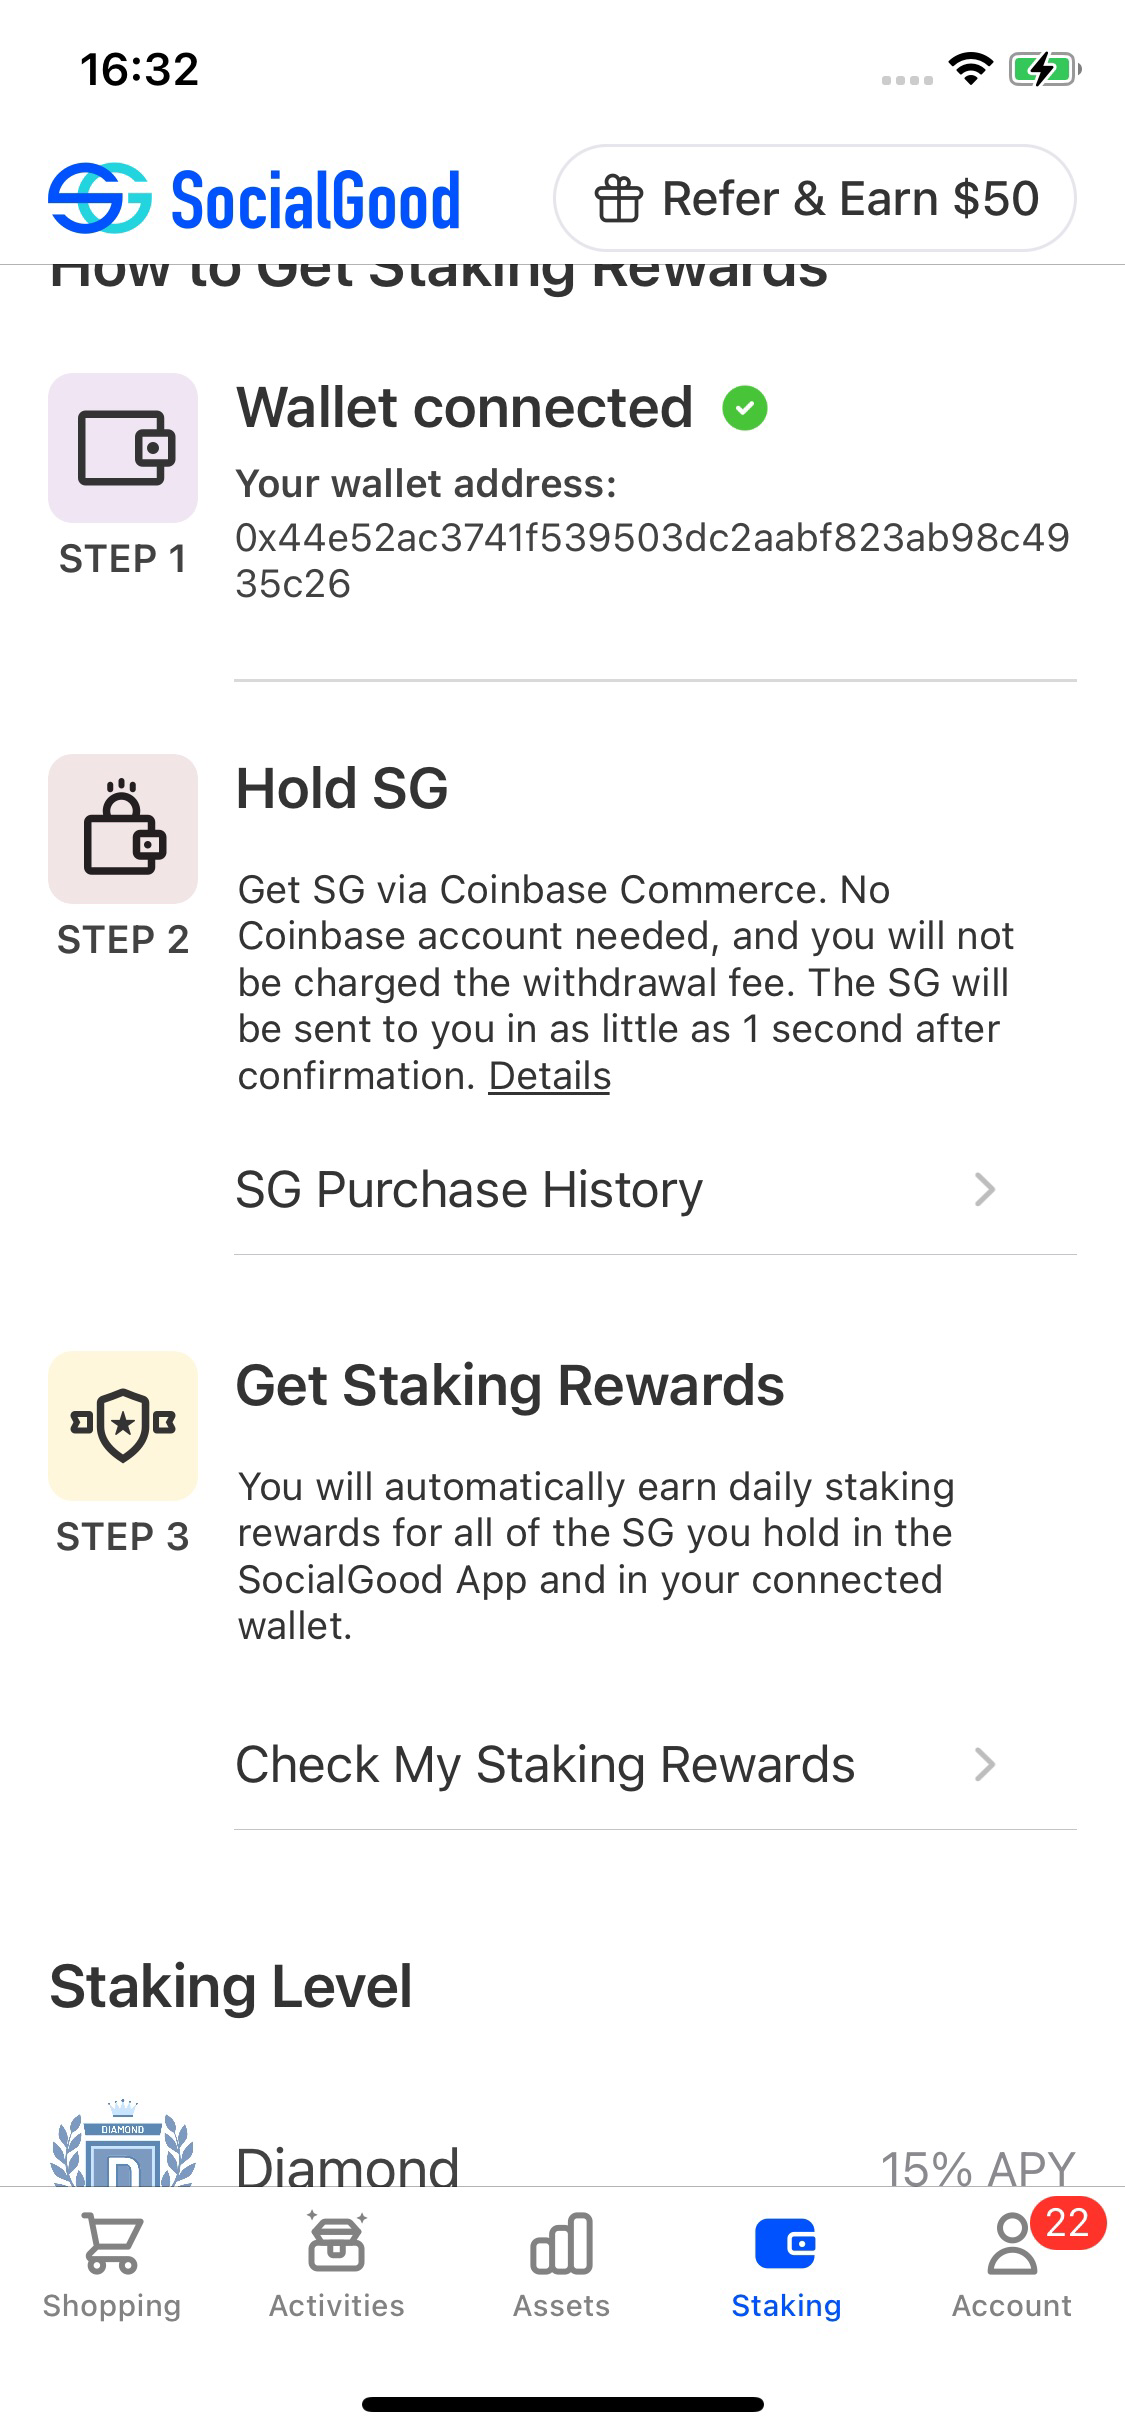 16:32
SocialGood
Refer & Earn $50
How to Get Staking Rewards
Wallet connected
Your wallet address:
0x44e52ac3741f539503dc2aabf823ab98c49
35c26
STEP 1
Hold SG
STEP 2
Get SG via Coinbase Commerce. No
Coinbase account needed, and you will not
be charged the withdrawal fee. The SG will
be sent to you in as little as 1 second after
confirmation. Details
SG Purchase History
Get Staking Rewards
STEP 3
You will automatically earn daily staking
rewards for all of the SG you hold in the
SocialGood App and in your connected
wallet.
Check My Staking Rewards
Staking Level
DIAMOND
D
Diamond
15% APY
22
Shopping
Activities
Assets
Staking
Account